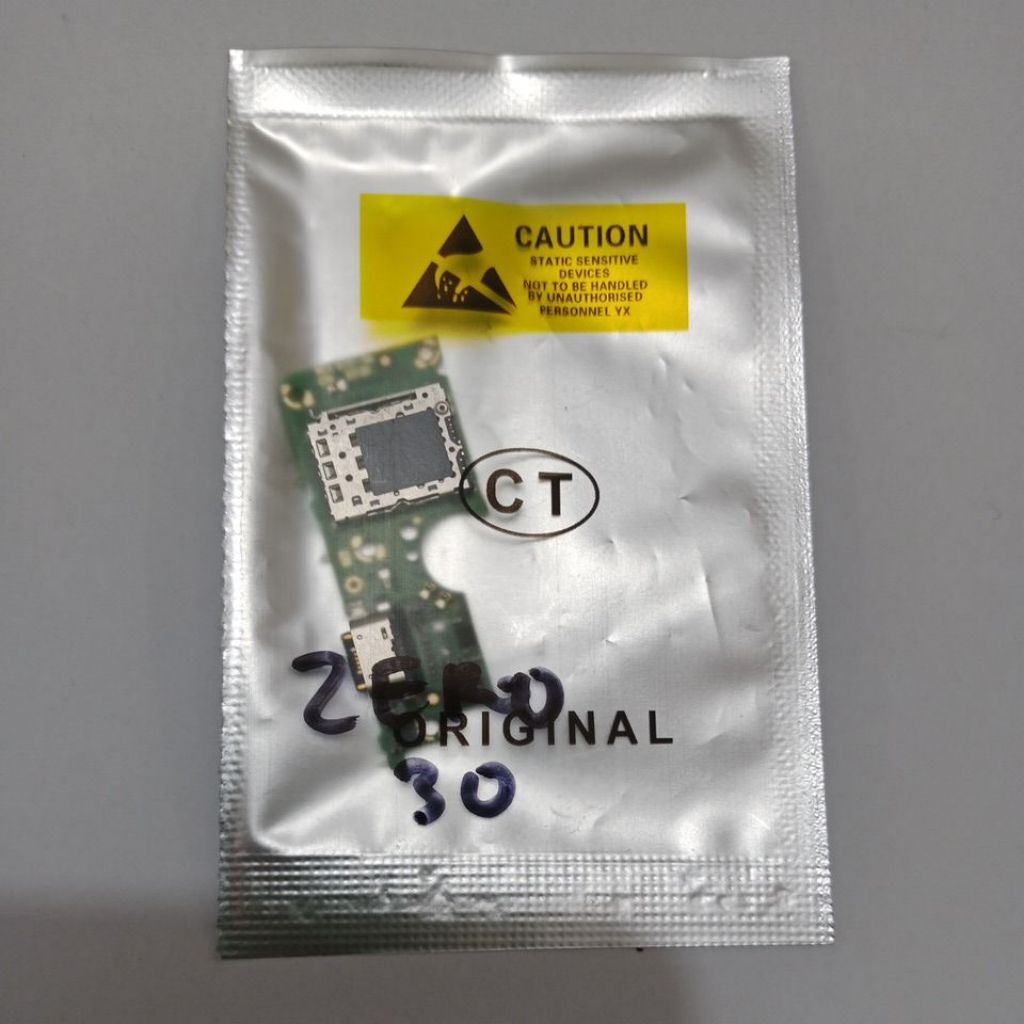 CAUTION
STATIC SENSITIVE
DEVICES
NOT TO BE HANDLED
BY UNAUTHORISED
PERSONNEL YX
CT
ZERO
ORIGINAL
30